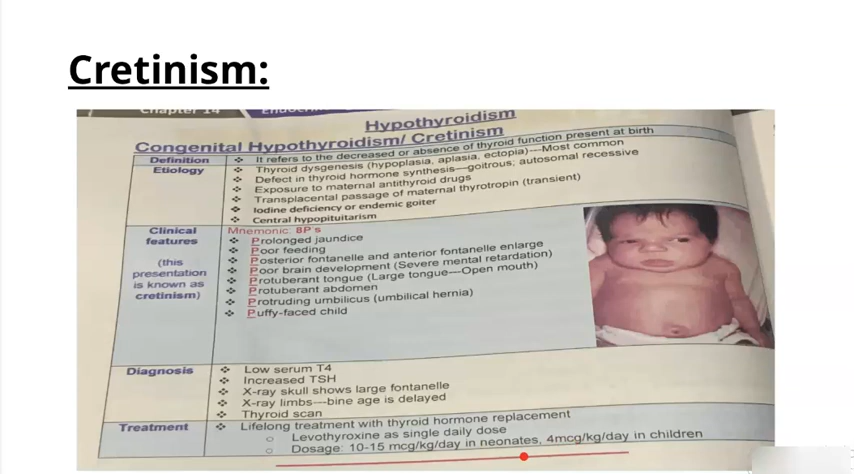 Cretinism:
Chapter 14
Hypothyroidism
Congenital Hypothyroidism/ Cretinism
Definition
It refers to the decreased or absence of thyroid function present at birth
Etiology
Thyroid dysgenesis (hypoplasia, aplasia, ectopia)—Most common
Defect in thyroid hormone synthesis—goitrous; autosomal recessive
Exposure to maternal antithyroid drugs
Transplacental passage of maternal thyrotropin (transient)
Iodine deficiency or endemic goiter
Central hypopituitarism
Clinical features
(this presentation is known as cretinism)
Mnemonic: 8P's
Prolonged jaundice
Poor feeding
Posterior fontanelle and anterior fontanelle enlarge
Poor brain development (Severe mental retardation)
Protuberant tongue (Large tongue—Open mouth)
Protuberant abdomen
Protruding umbilicus (umbilical hernia)
Puffy-faced child
Diagnosis
Low serum T4
Increased TSH
X-ray skull shows large fontanelle
X-ray limbs---bine age is delayed
Thyroid scan
Treatment
Lifelong treatment with thyroid hormone replacement
Levothyroxine as single daily dose
Dosage: 10-15 mcg/kg/day in neonates, 4mcg/kg/day in children